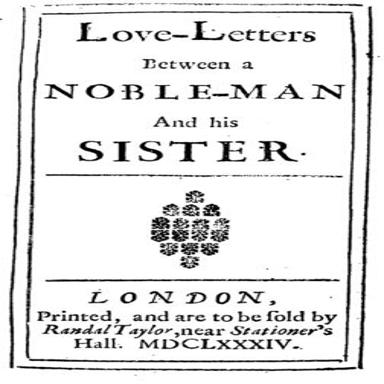 Love-Letters
Between a
NOBLE-MAN
And his
SISTER.
LONDON,
Printed, and are to be ſold by
Randal Taylor, near Stationer's
Hall. MDCLXXXIV.